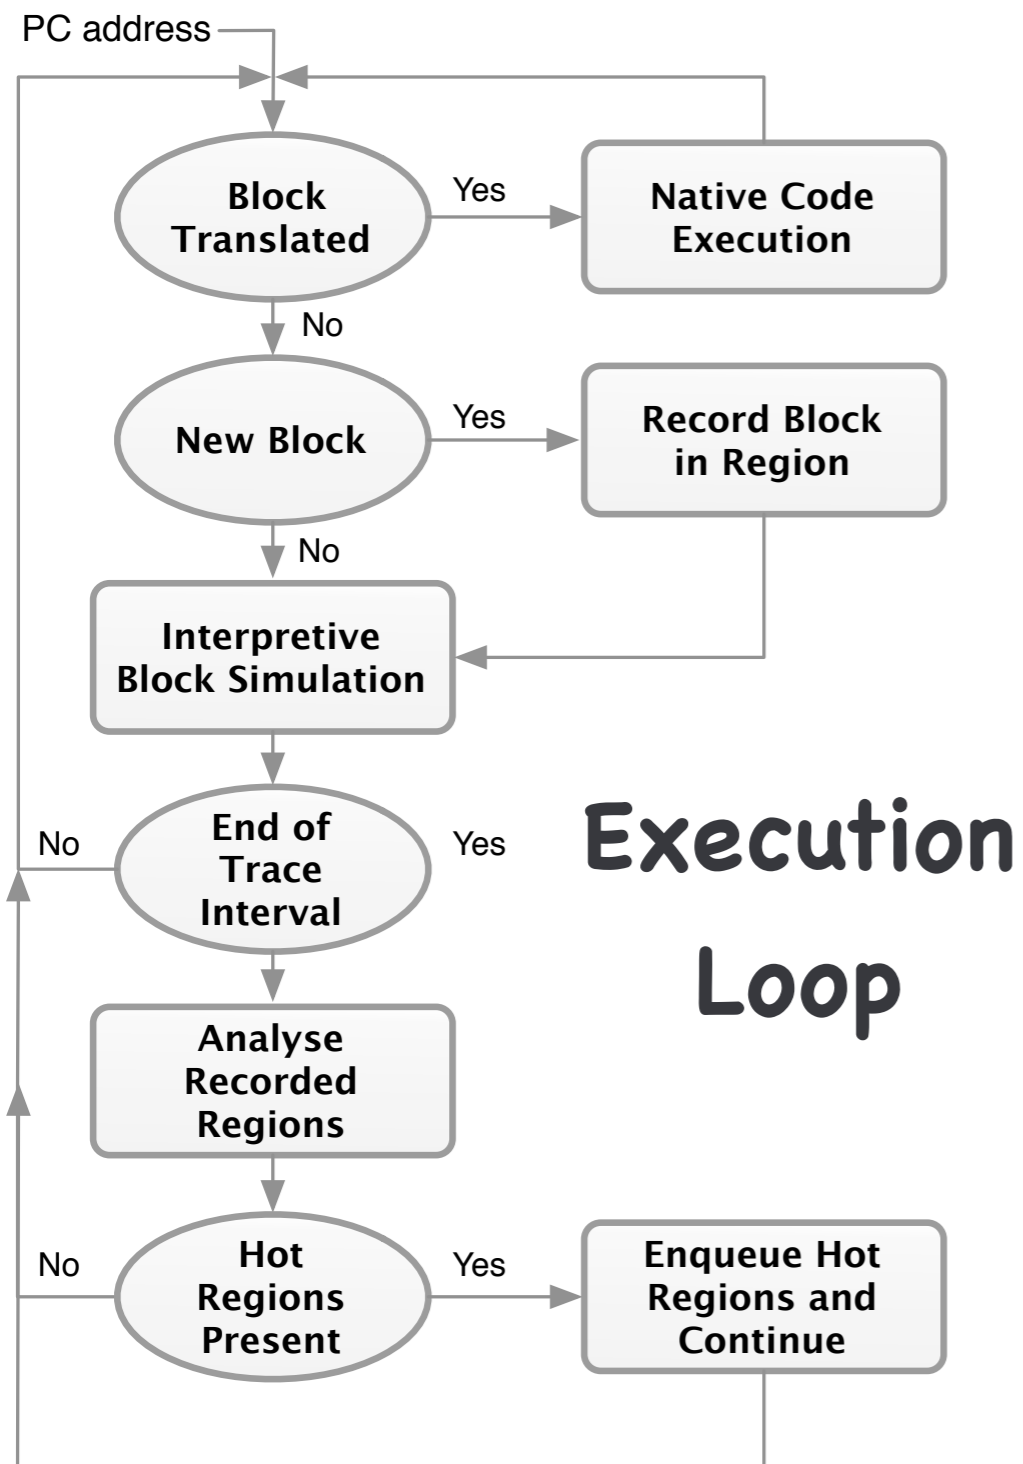 PC address
Block
Translated
Yes
Native Code
Execution
No
New Block
Yes
Record Block
in Region
No
Interpretive
Block Simulation
End of
Trace
Interval
No
Yes
Execution
Loop
Analyse
Recorded
Regions
Hot
Regions
Present
No
Yes
Enqueue Hot
Regions and
Continue